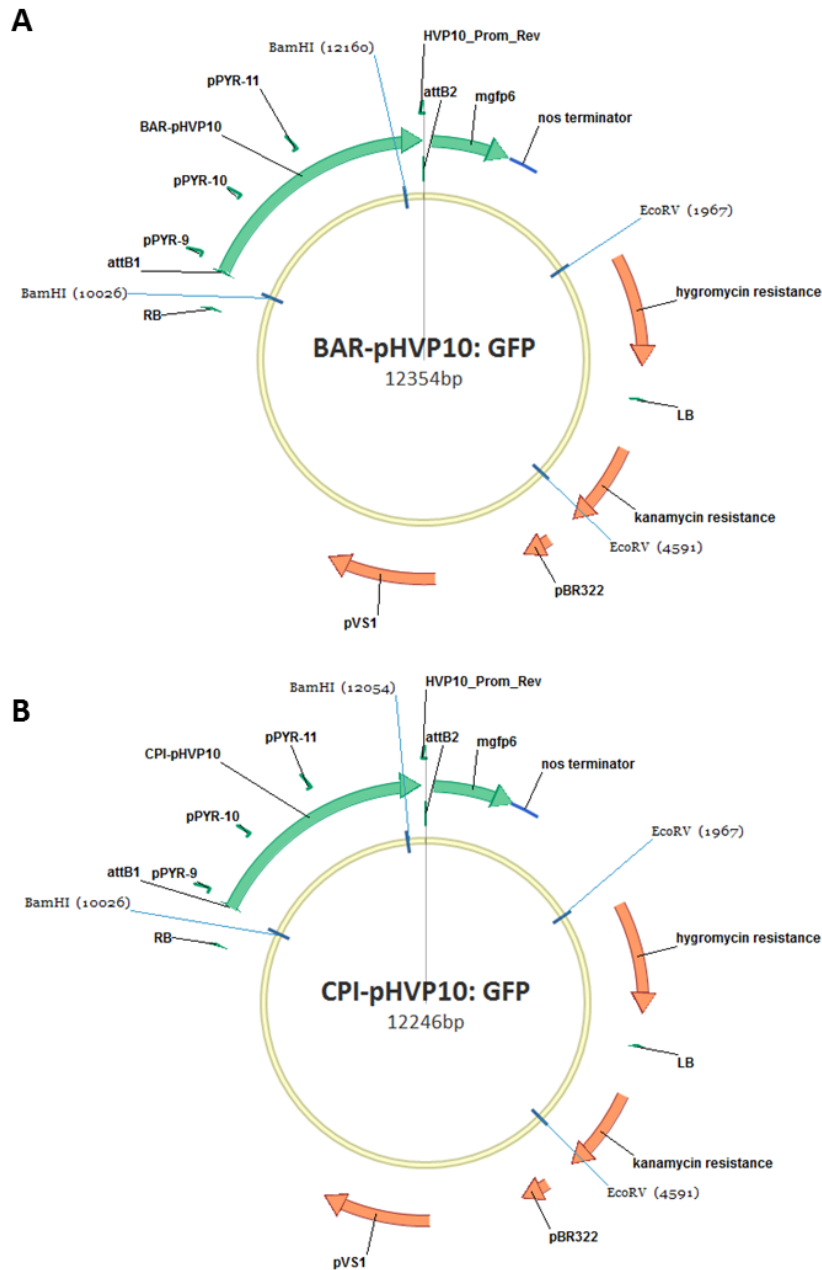 A
HVP10_Prom_Rev
BamHI (12160)
attB2
pPYR-11
mgfp6
BAR-pHVP10
nos terminator
pPYR-10
EcoRV (1967)
pPYR-9
attB1
BamHI (10026)
hygromycin resistance
RB
BAR-pHVP10: GFP
12354bp
LB
kanamycin resistance
EcoRV (4591)
pBR322
pVS1
B
HVP10_Prom_Rev
BamHI (12054)
attB2
pPYR-11
mgfp6
CPI-pHVP10
nos terminator
pPYR-10
EcoRV (1967)
attB1 pPYR-9
BamHI (10026)
RB
hygromycin resistance
CPI-pHVP10: GFP
12246bp
LB
kanamycin resistance
EcoRV (4591)
pBR322
pVS1